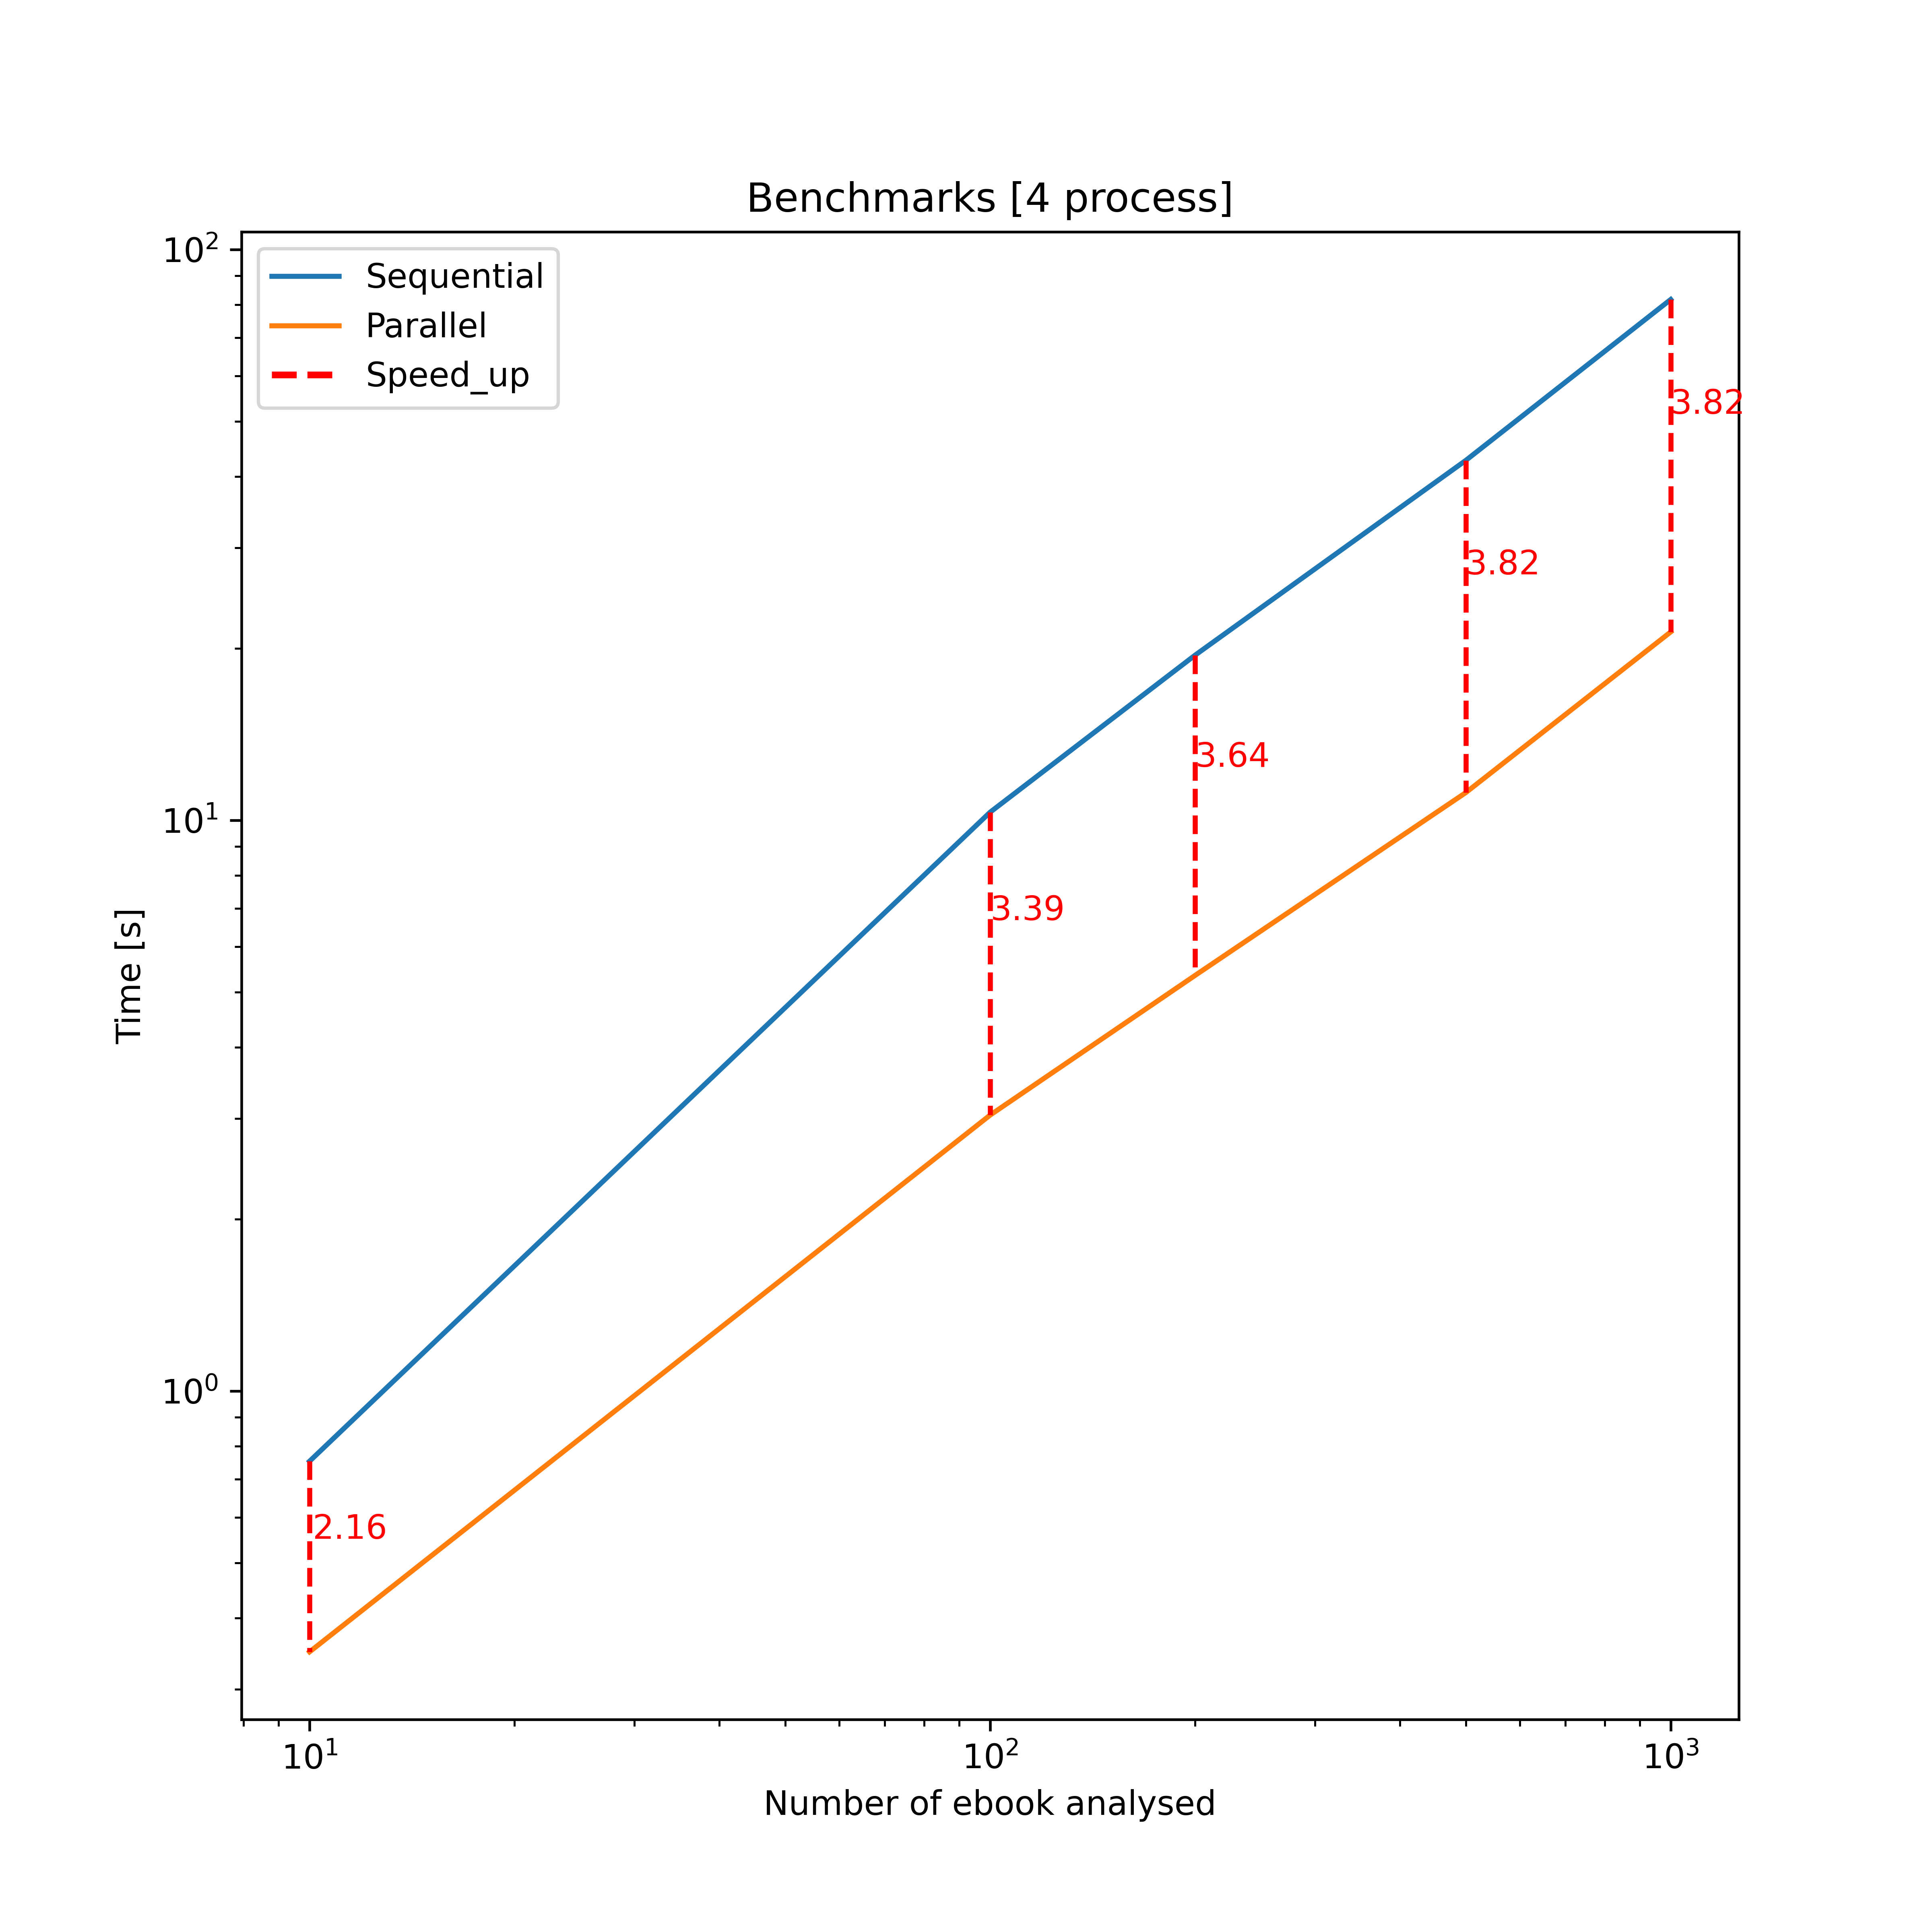 Benchmarks [4 process]
10²
Sequential
Parallel
Speed_up
3.82
3.82
3.64
10¹
3.39
Time [s]
10⁰
2.16
10¹ 10² 10³
Number of ebook analysed